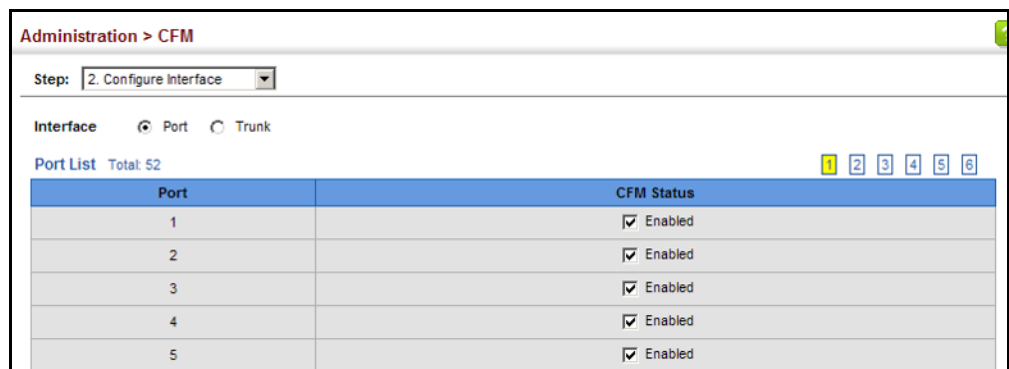 Administration > CFM
?
Step: 2. Configure Interface
Interface Port Trunk
Port List Total: 52 1 2 3 4 5 6
Port CFM Status
1 Enabled
2 Enabled
3 Enabled
4 Enabled
5 Enabled